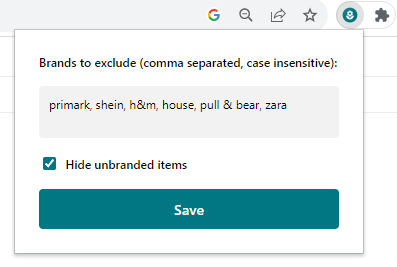 Brands to exclude (comma separated, case insensitive):
primark, shein, h&m, house, pull & bear, zara
Hide unbranded items
Save